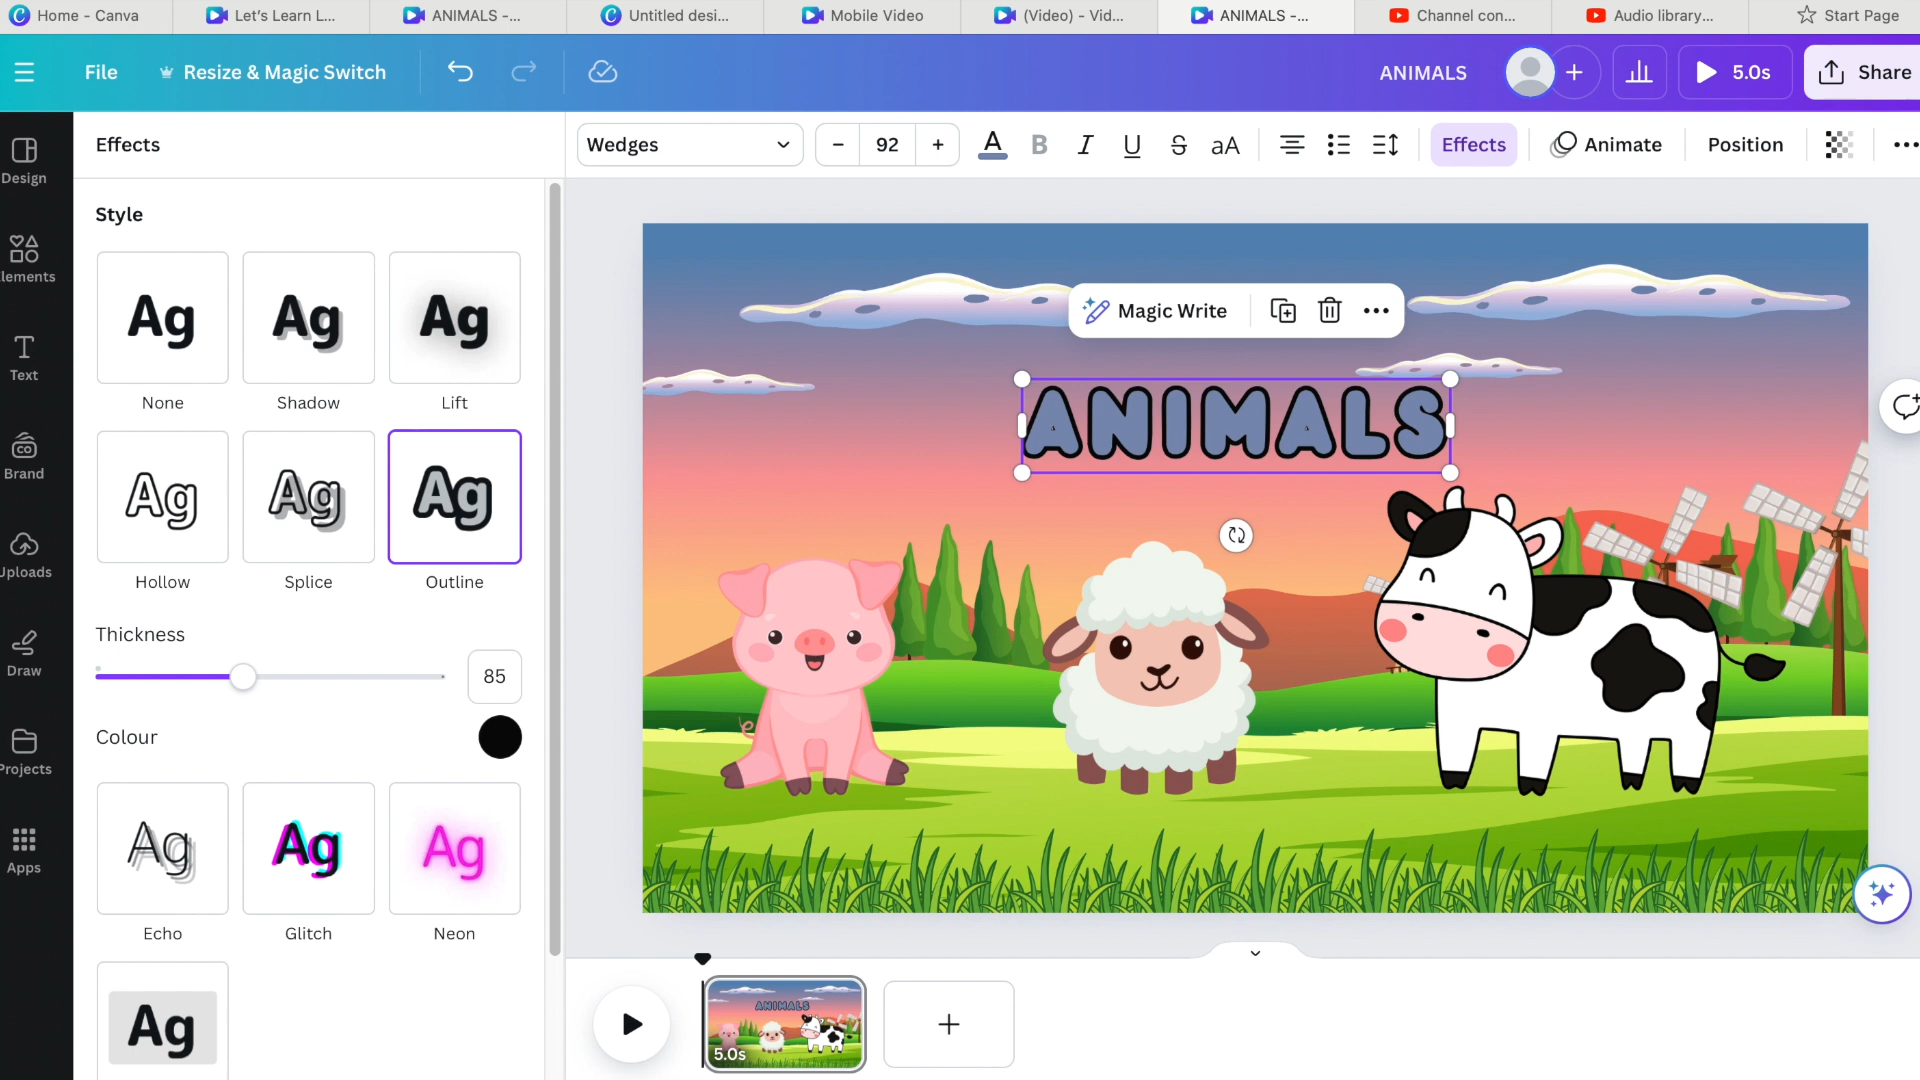 Home - Canva
Let's Learn L...
ANIMALS -...
Untitled desi...
Mobile Video
(Video) - Vid...
ANIMALS -...
Channel con...
Audio library...
Start Page
File
Resize & Magic Switch
ANIMALS
5.0s
Share
Effects
Wedges
92
B
I
U
S
aA
A
Effects
Animate
Position
Design
Elements
Text
Brand
Uploads
Draw
Projects
Apps
Style
Ag
Ag
Ag
None
Shadow
Lift
Ag
Ag
Ag
Hollow
Splice
Outline
Thickness
85
Colour
Ag
Ag
Ag
Echo
Glitch
Neon
Ag
Magic Write
ANIMALS
ANIMALS
5.0s